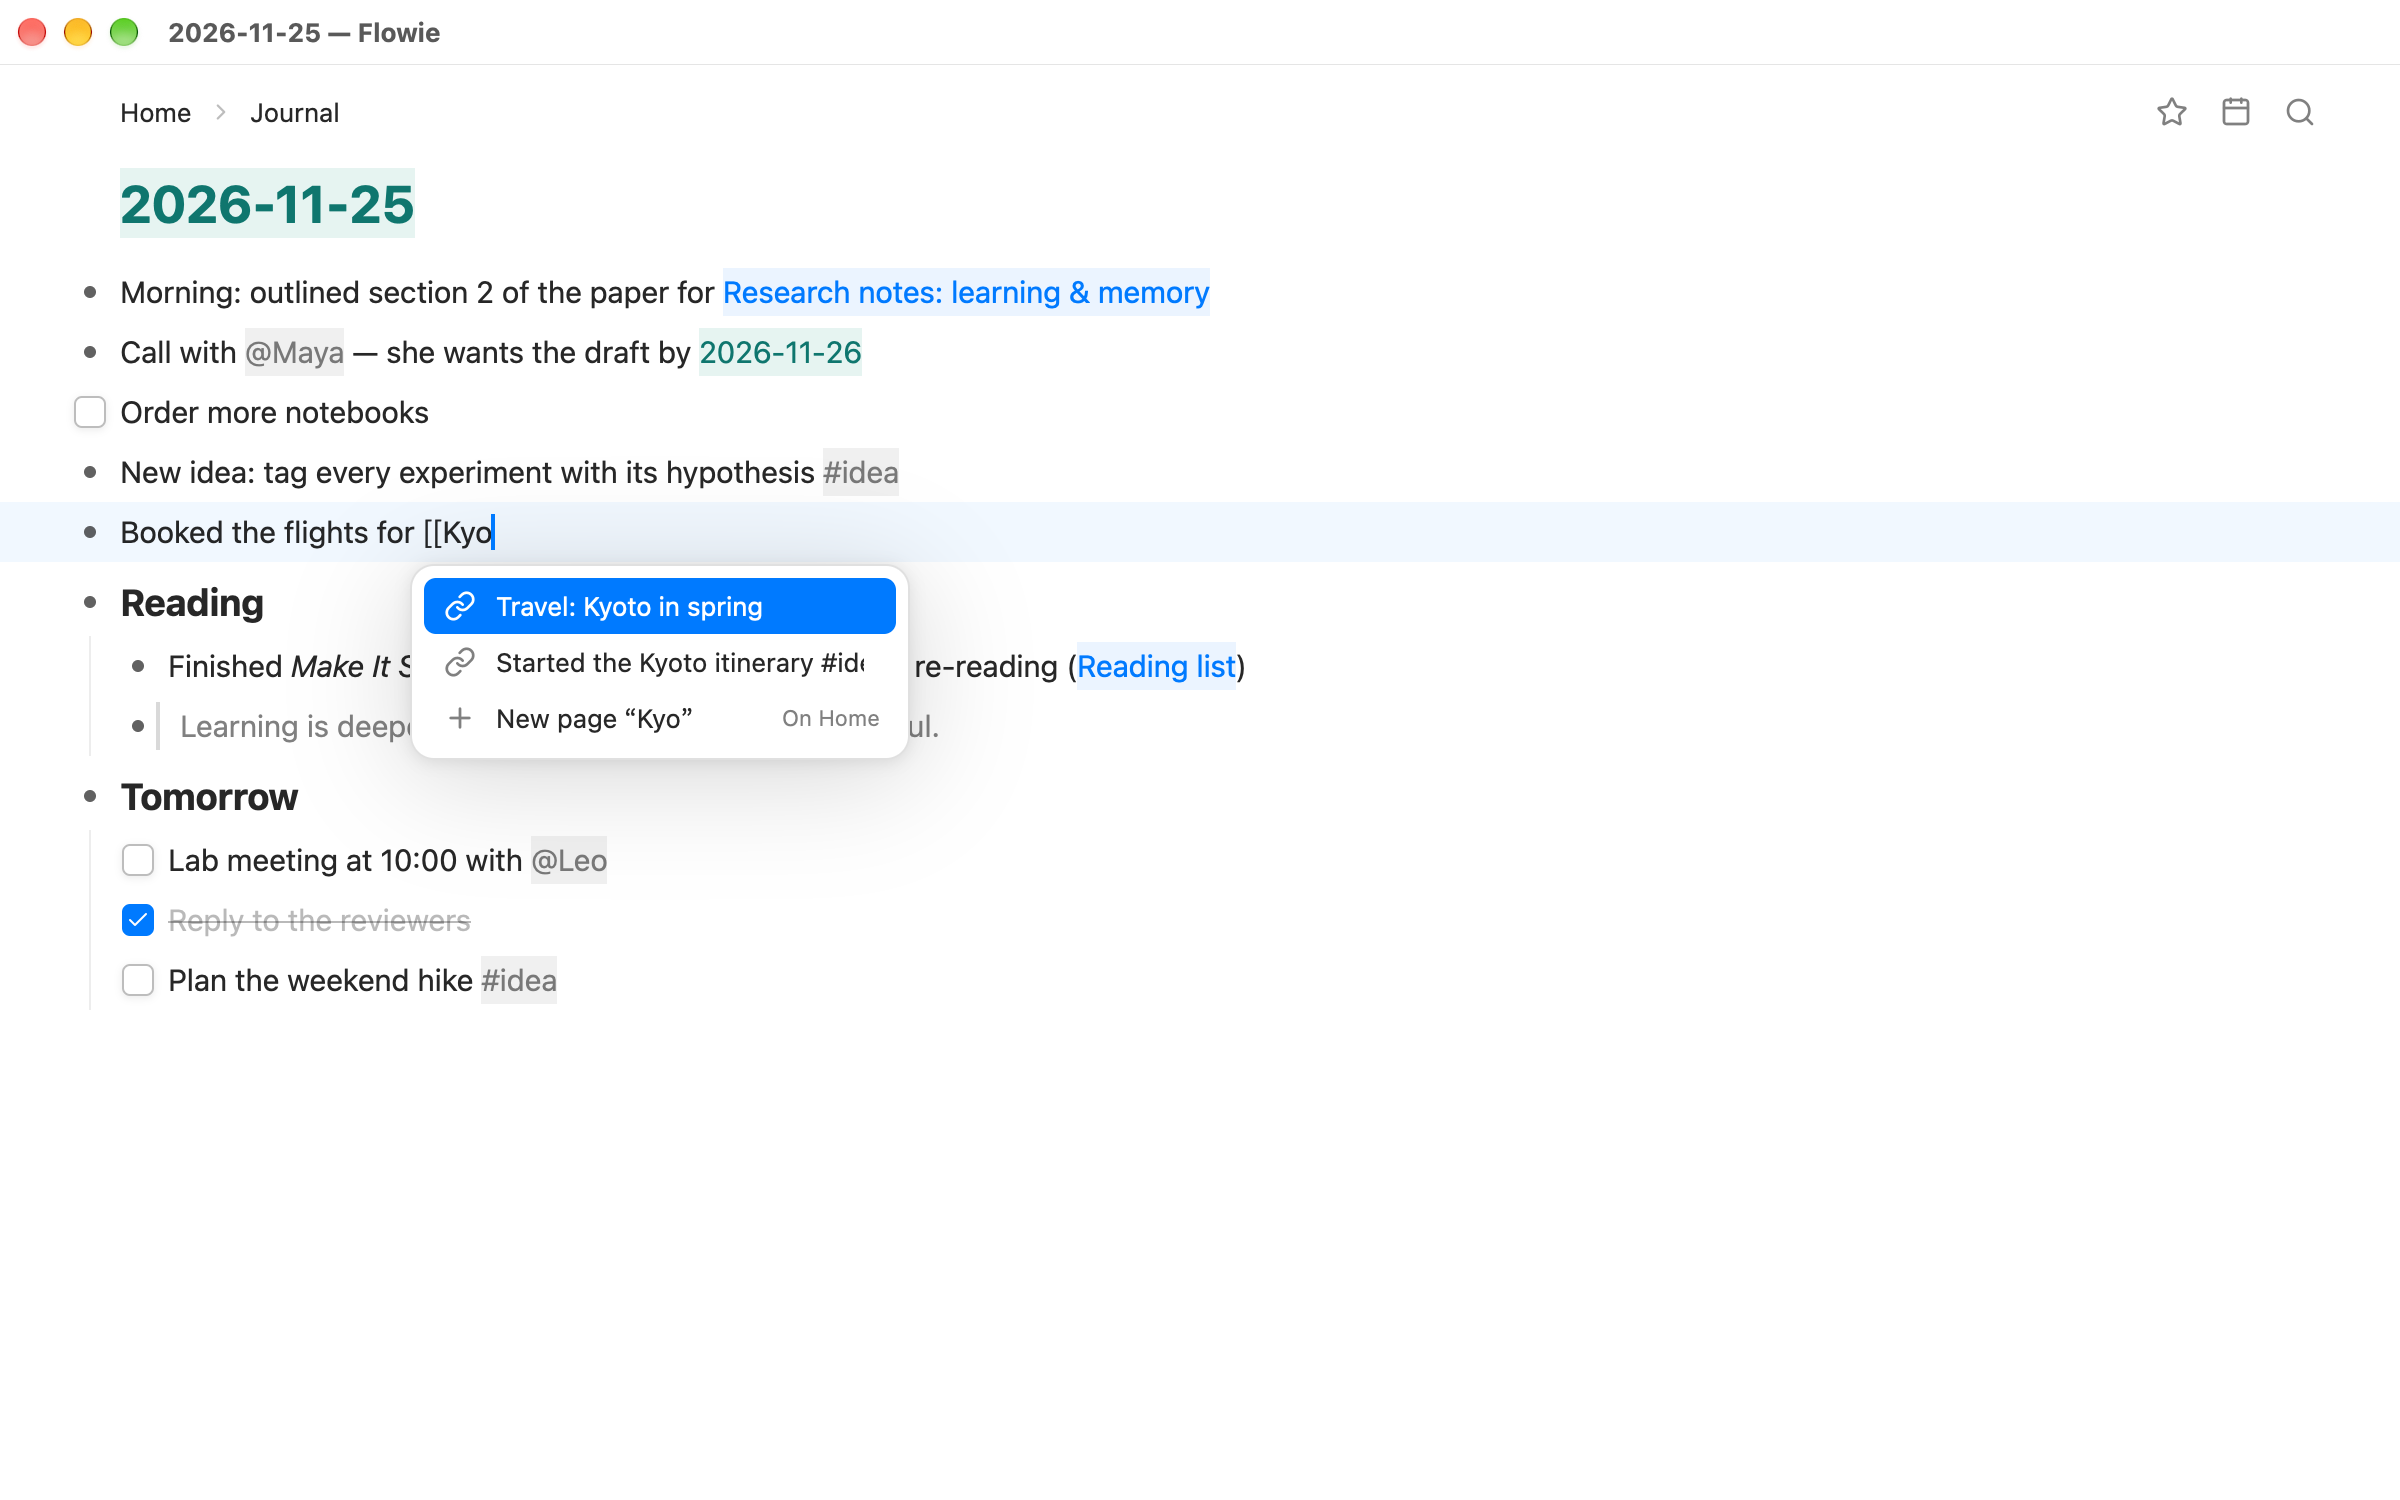 2026-11-25 — Flowie
Home > Journal
2026-11-25
Morning: outlined section 2 of the paper for Research notes: learning & memory
Call with @Maya — she wants the draft by 2026-11-26
Order more notebooks
New idea: tag every experiment with its hypothesis #idea
Booked the flights for [[Kyo
Travel: Kyoto in spring
Started the Kyoto itinerary
New page “Kyo” On Home
Reading
Finished Make It re-reading (Reading list)
Learning is
Tomorrow
Lab meeting at 10:00 with @Leo
Reply to the reviewers
Plan the weekend hike #idea